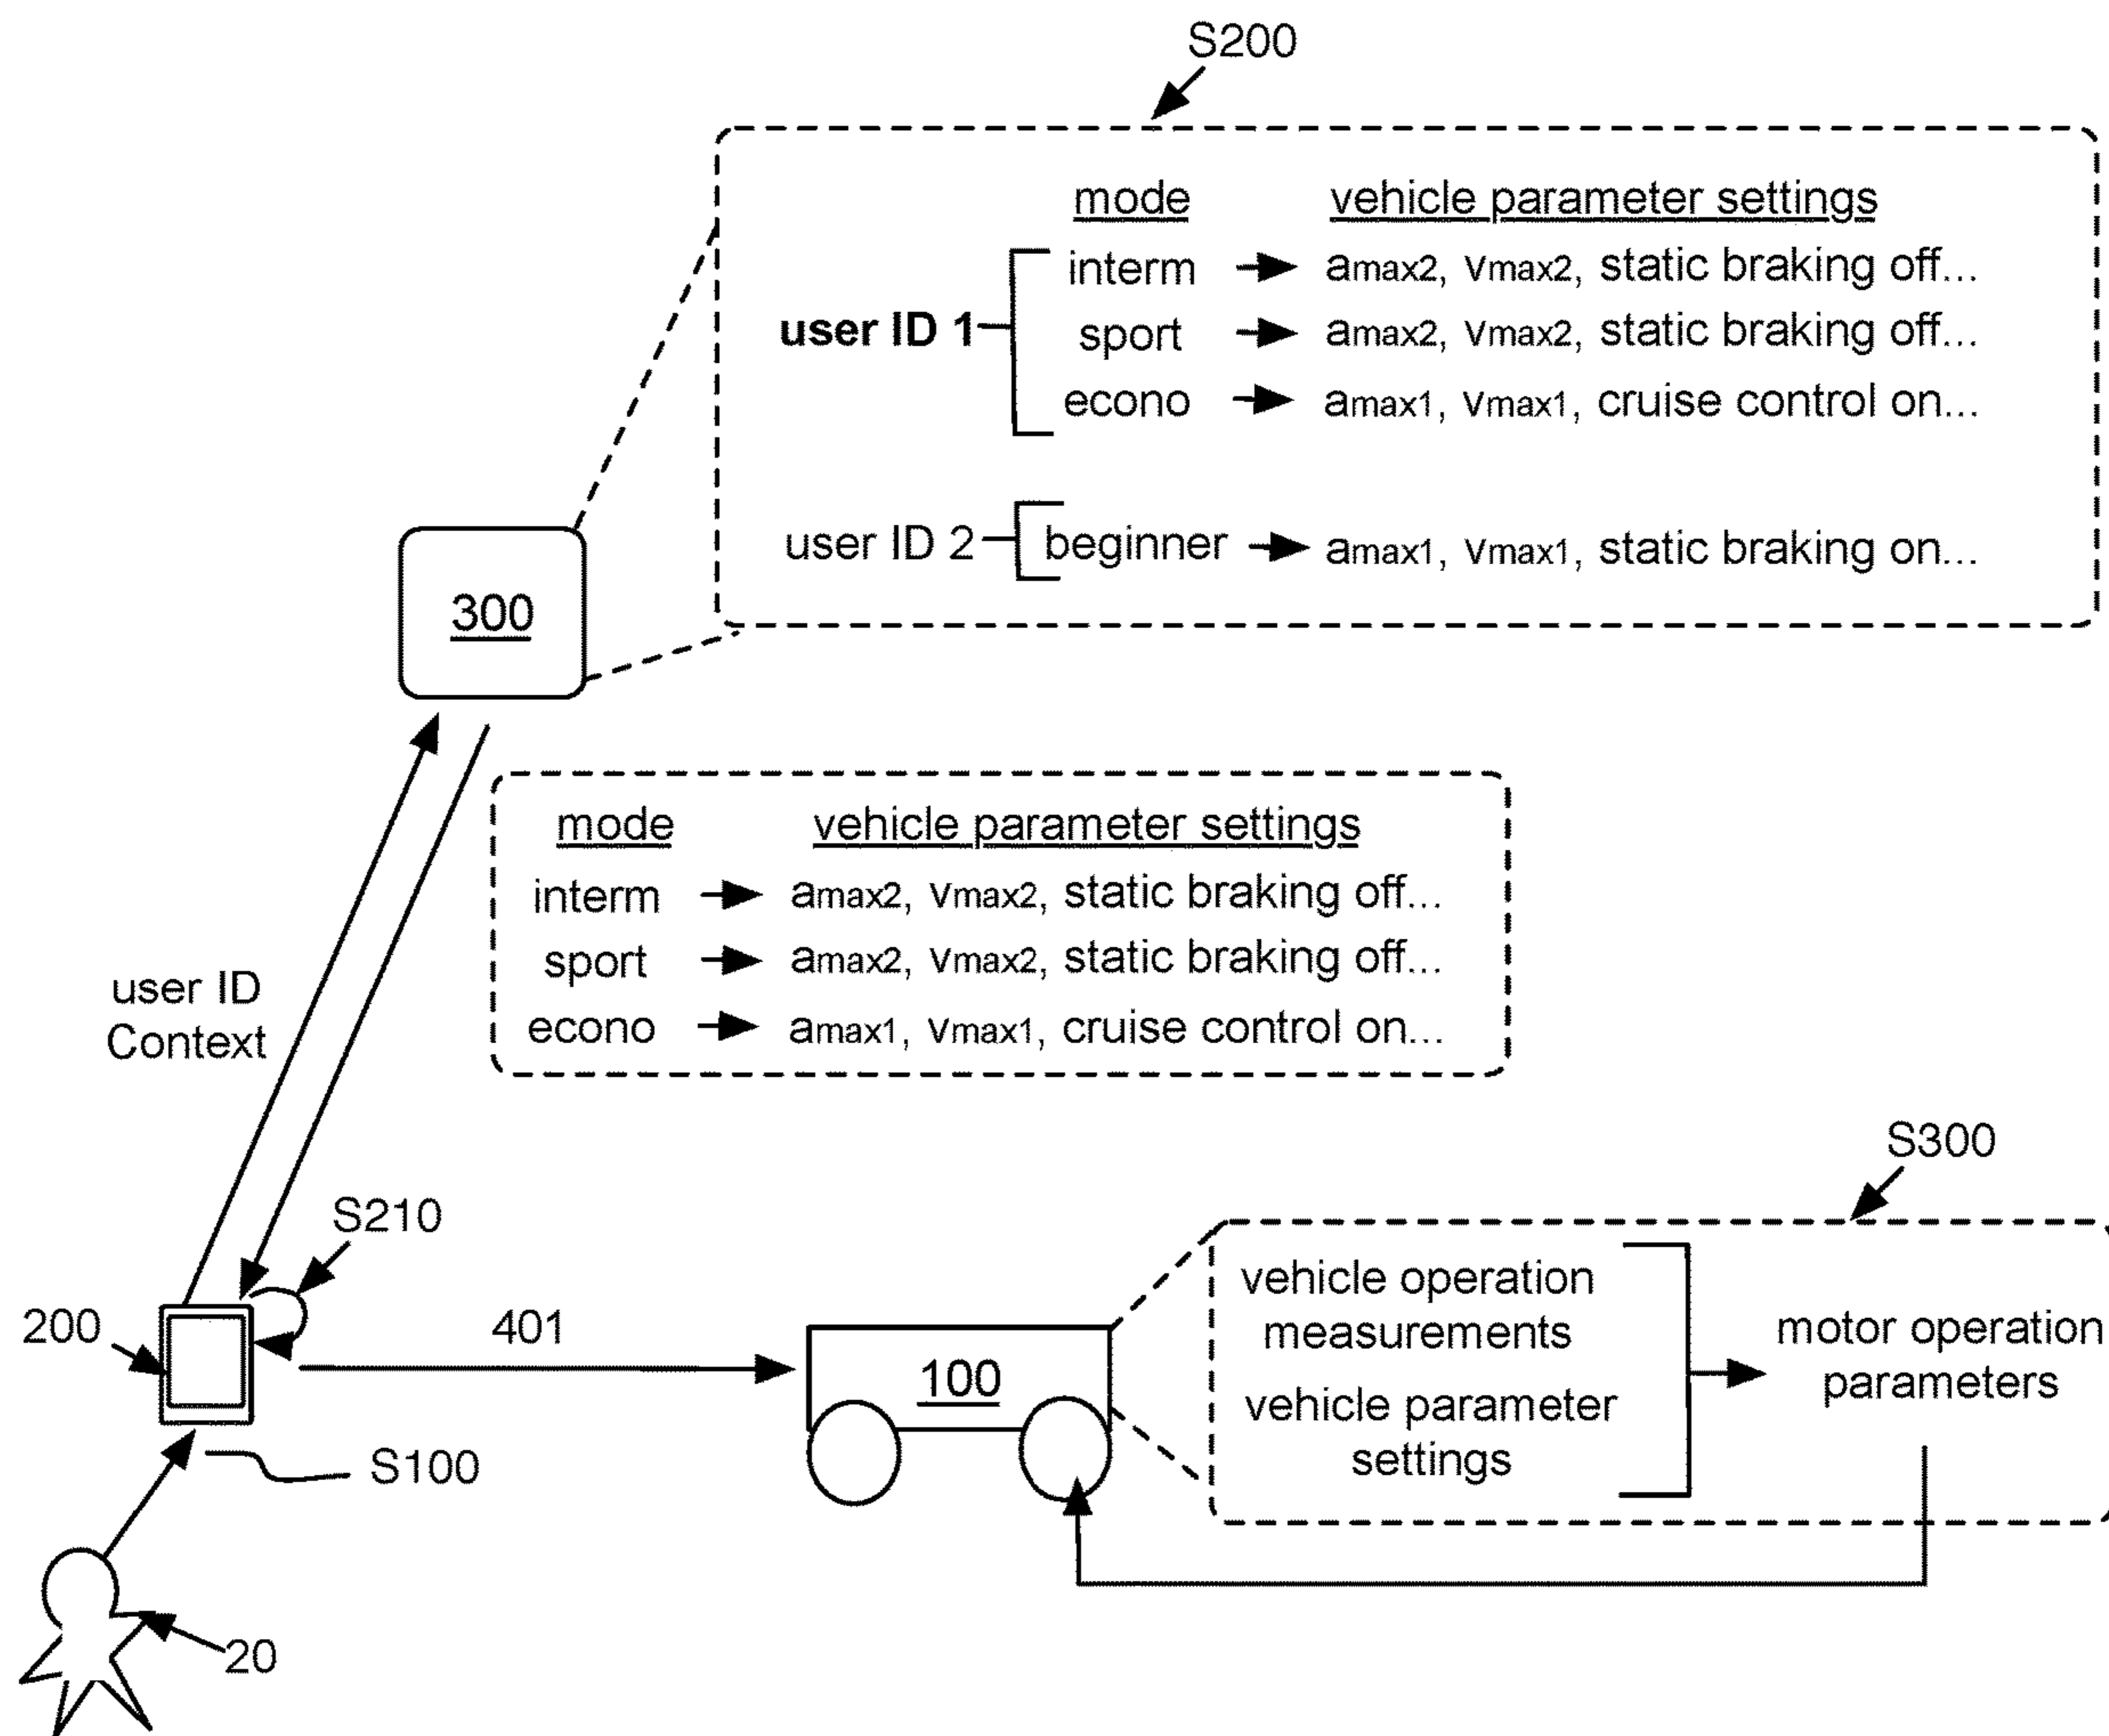 S200
mode vehicle parameter settings
interm amax2, vmax2, static braking off...
user ID 1 sport amax2, vmax2, static braking off...
econo amax1, vmax1, cruise control on...
user ID 2 beginner amax1, vmax1, static braking on...
300
mode vehicle parameter settings
interm amax2, vmax2, static braking off...
sport amax2, vmax2, static braking off...
econo amax1, vmax1, cruise control on...
user ID
Context
S300
S210
vehicle operation
measurements
vehicle parameter
settings
motor operation
parameters
200
401
100
S100
20